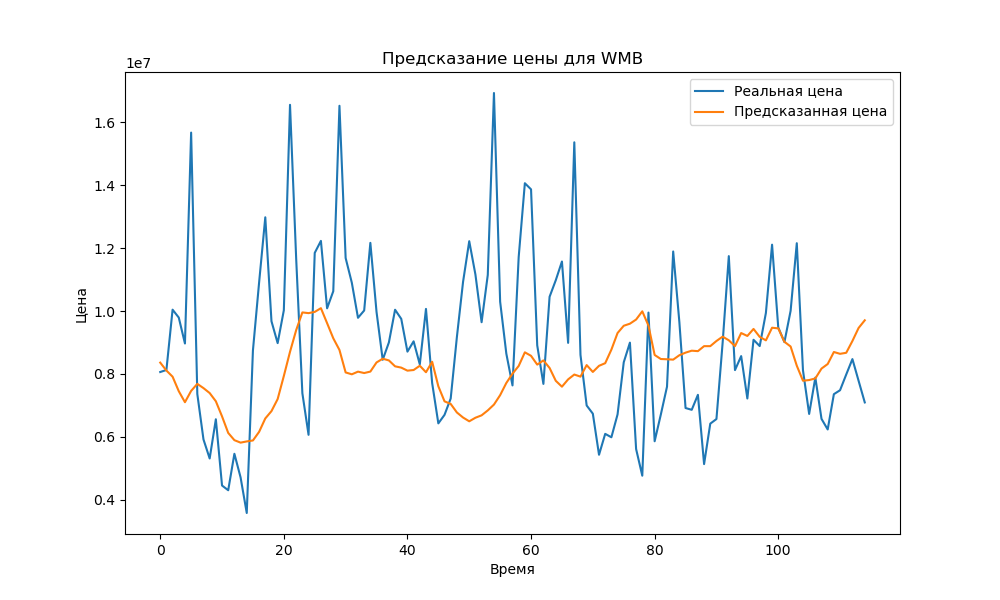 Предсказание цены для WMB
1e7
Реальная цена
Предсказанная цена
1.6
1.4
1.2
1.0
0.8
0.6
0.4
Цена
0 20 40 60 80 100
Время